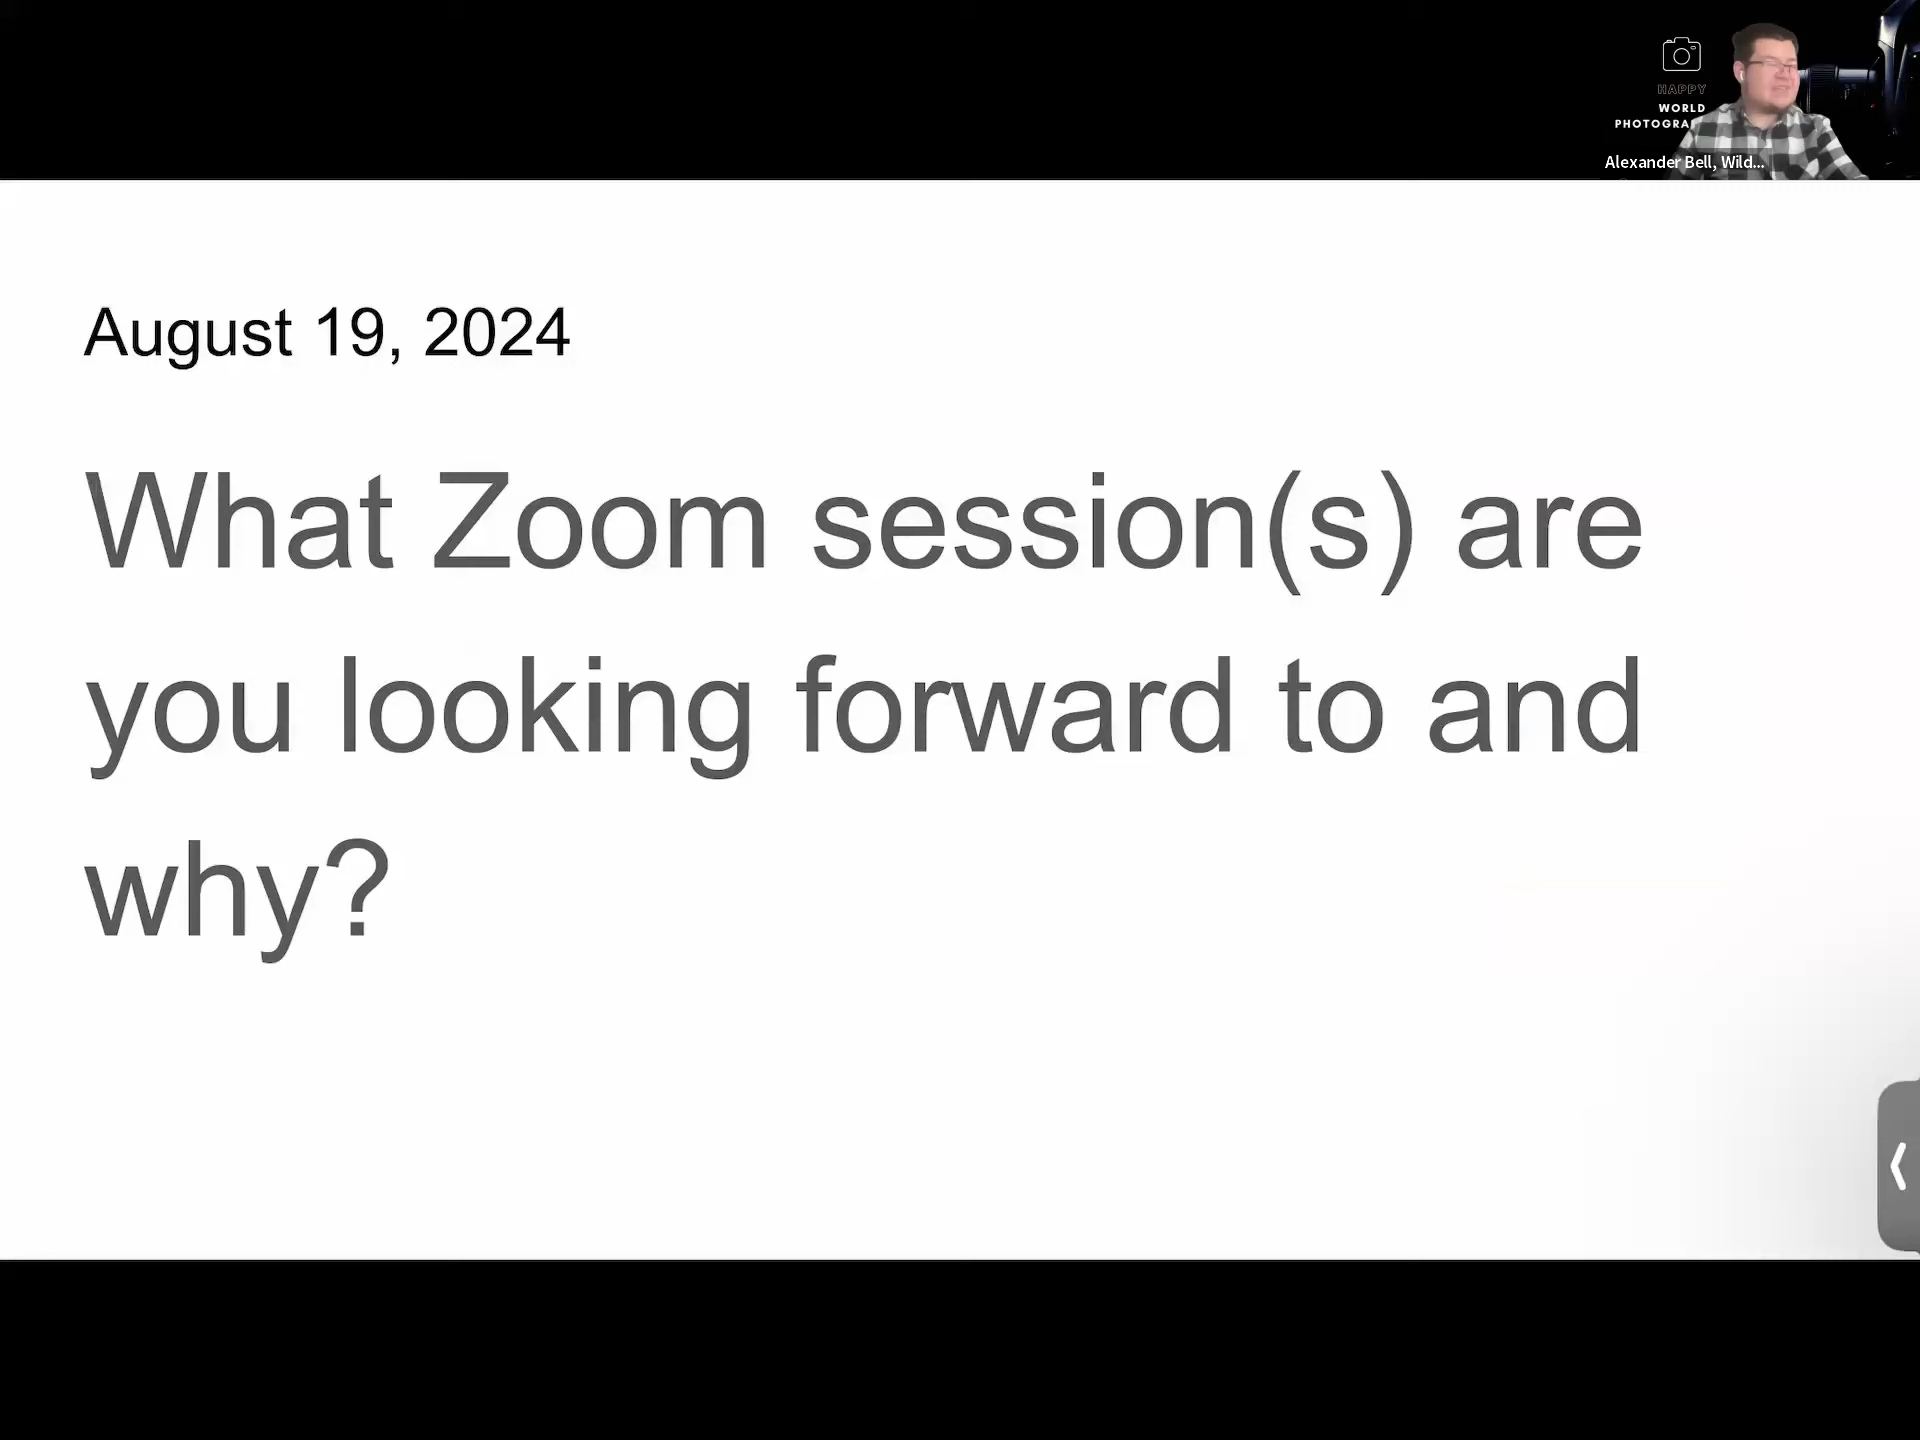 HAPPY
WORLD
PHOTOGRA
Alexander Bell, Wild...
August 19, 2024
What Zoom session(s) are
you looking forward to and
why?